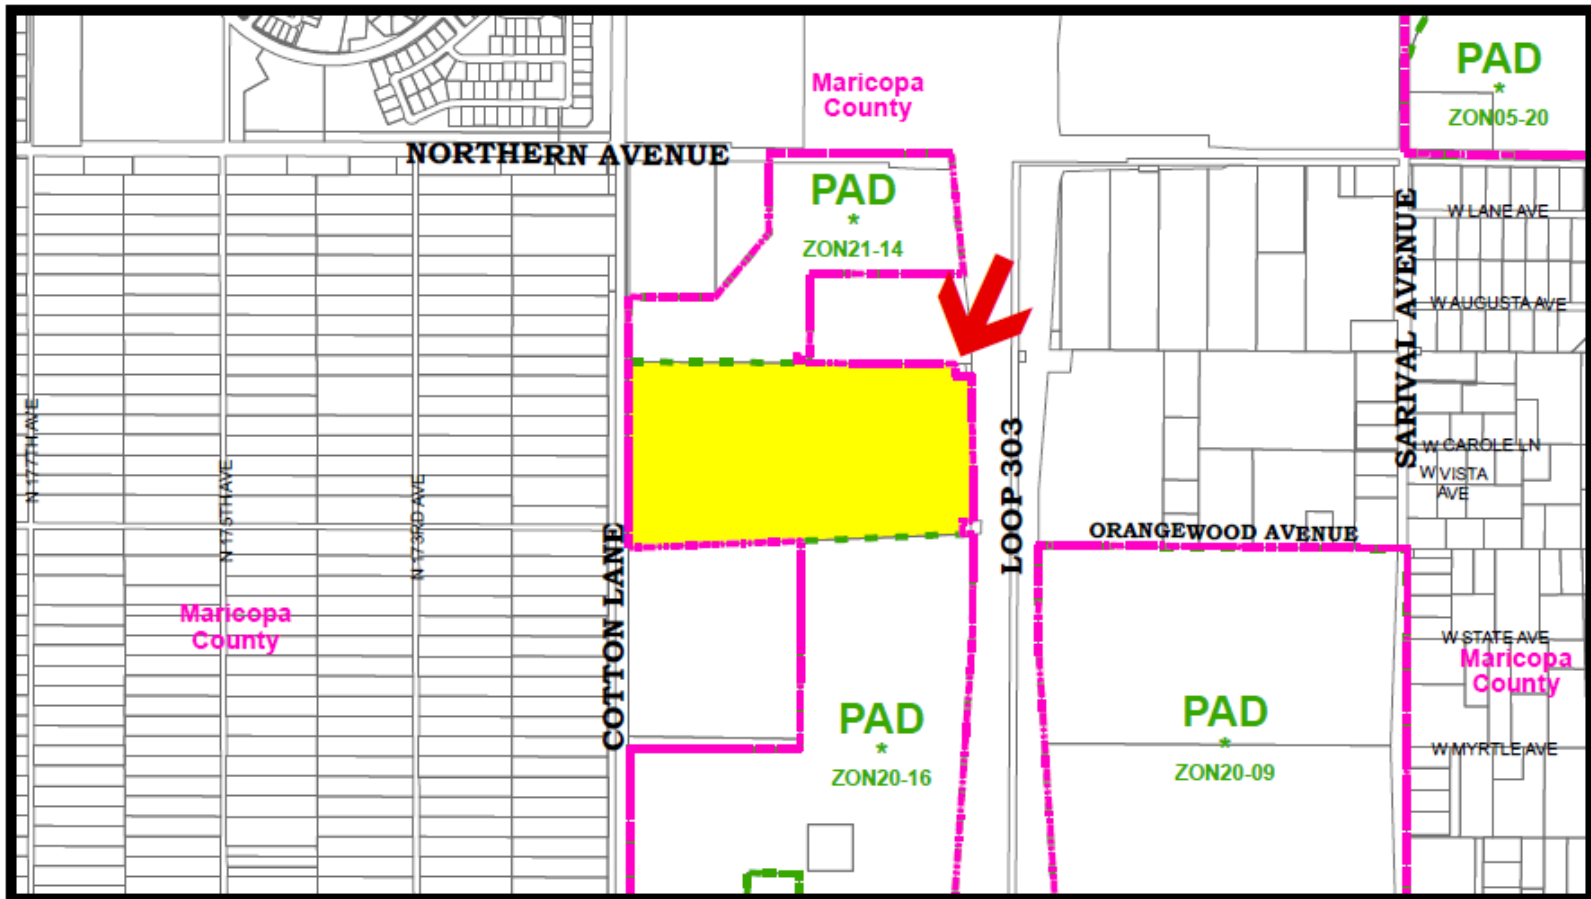 PAD
*
ZON05-20
Maricopa
County
NORTHERN AVENUE
PAD
*
ZON21-14
W LANE AVE
SARIVAL AVENUE
W AUGUSTA AVE
N 177TH AVE
N 175TH AVE
N 173RD AVE
LOOP 303
W CAROLE LN
W VISTA
AVE
ORANGEWOOD AVENUE
COTTON LANE
Maricopa
County
W STATE AVE
Maricopa
County
PAD
*
ZON20-16
PAD
*
ZON20-09
W MYRTLE AVE